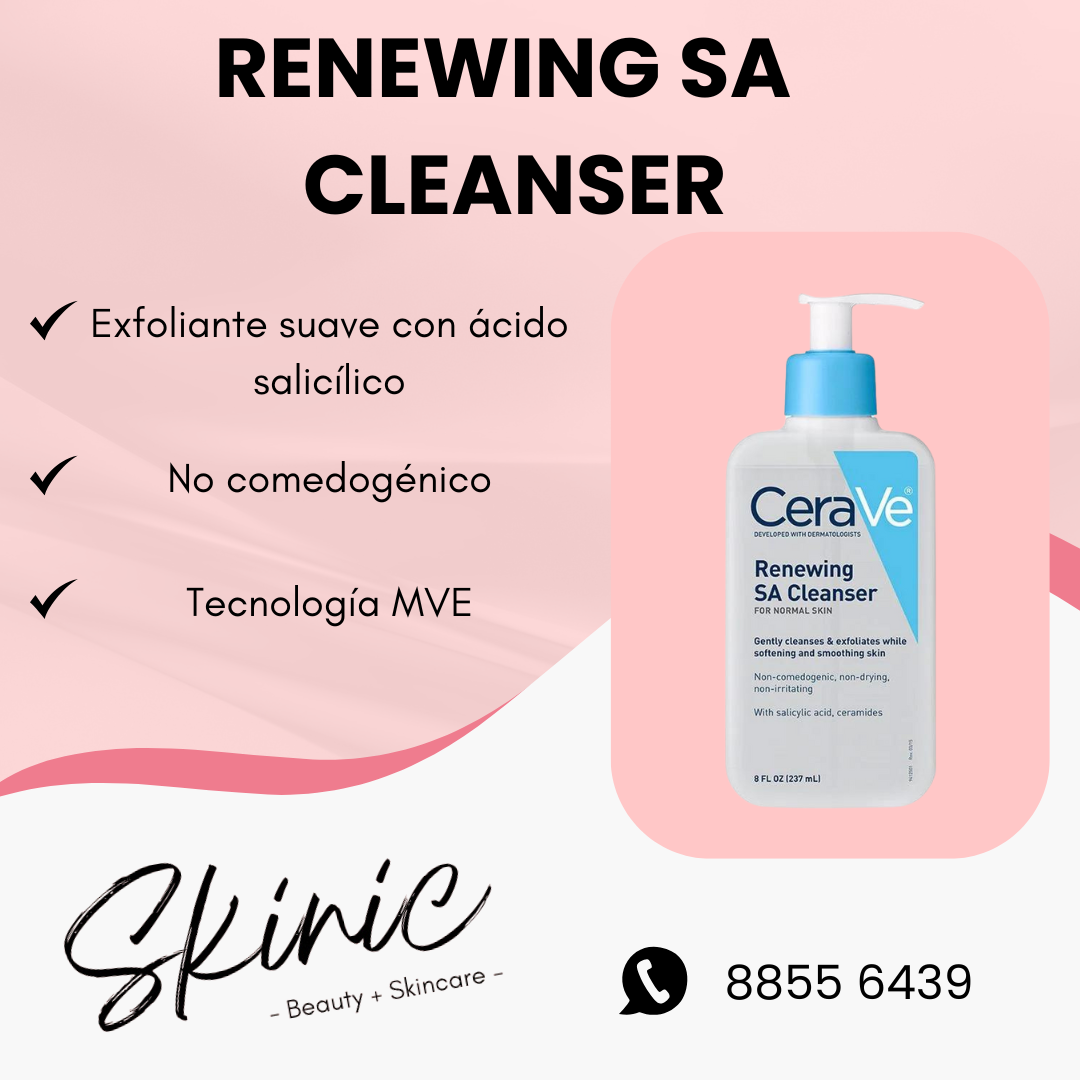 RENEWING SA
CLEANSER
Exfoliante suave con ácido
salicílico
No comedogénico
Tecnología MVE
CeraVe®
DEVELOPED WITH DERMATOLOGISTS
Renewing
SA Cleanser
FOR NORMAL SKIN
Gently cleanses & exfoliates while
softening and smoothing skin
Non-comedogenic, non-drying,
non-irritating
With salicylic acid, ceramides
8 FL OZ (237 mL)
Skinic
- Beauty + Skincare -
8855 6439